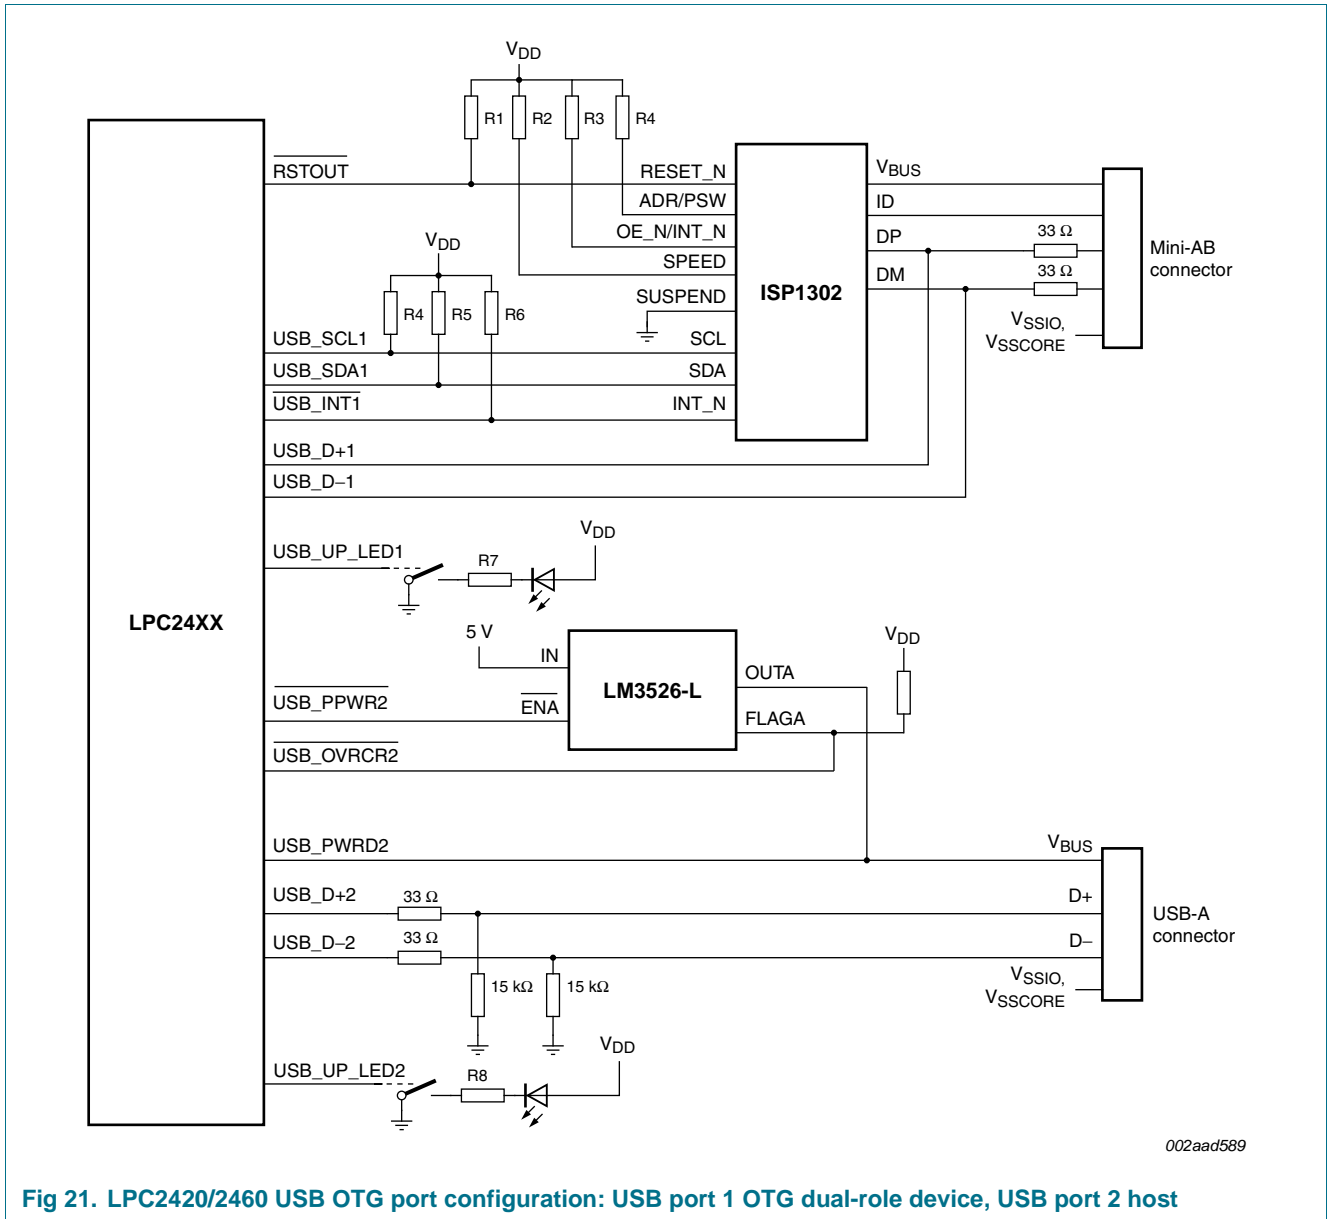 VDD
R1 R2 R3 R4
RSTOUT
RESET_N
ADR/PSW
OE_N/INT_N
SPEED
SUSPEND
SCL
SDA
INT_N
ISP1302
VBUS
ID
DP
DM
33 Ω
33 Ω
VSSIO,
VSSCORE
Mini-AB
connector
VDD
R4 R5 R6
USB_SCL1
USB_SDA1
USB_INT1
USB_D+1
USB_D−1
USB_UP_LED1
R7
VDD
LPC24XX
5 V
IN
ENA
LM3526-L
OUTA
FLAGA
VDD
USB_PPWR2
USB_OVRCR2
USB_PWRD2
USB_D+2
33 Ω
USB_D−2
33 Ω
15 kΩ
15 kΩ
VBUS
D+
D−
VSSIO,
VSSCORE
USB-A
connector
USB_UP_LED2
R8
VDD
002aad589
Fig 21. LPC2420/2460 USB OTG port configuration: USB port 1 OTG dual-role device, USB port 2 host